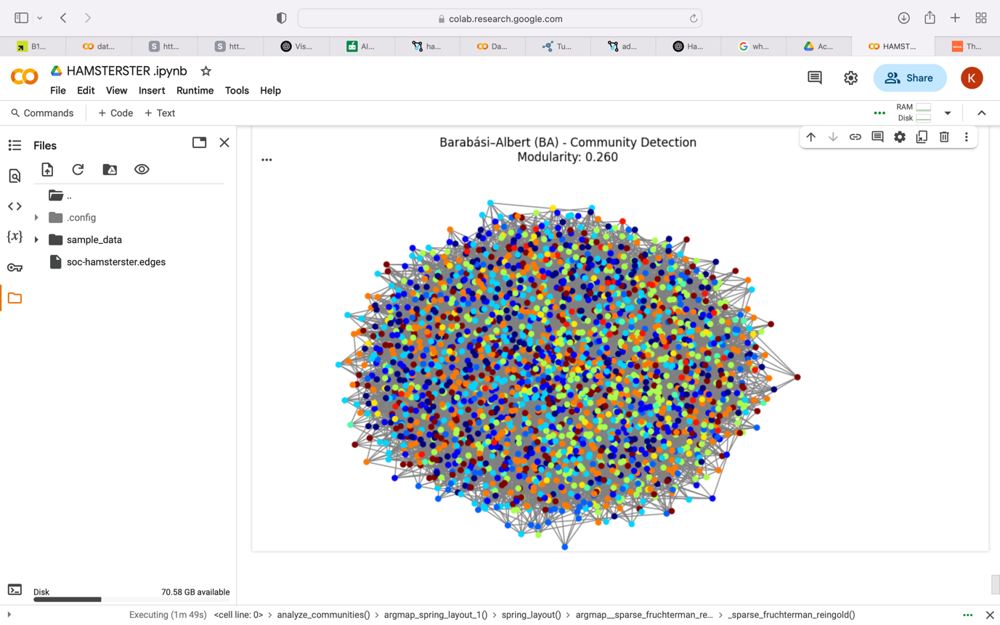 colab.research.google.com
B1...
dat...
htt...
htt...
Vis...
AI...
ha...
Da...
Tu...
ad...
Ha...
wh...
Ac...
HAMST...
Th...
HAMSTERSTER .ipynb
File Edit View Insert Runtime Tools Help
Share
K
Commands
+ Code + Text
RAM
Disk
Files
..
.config
sample_data
soc-hamsterster.edges
Disk 70.58 GB available
Barabási–Albert (BA) - Community Detection
Modularity: 0.260
Executing (1m 49s) <cell line: 0> > analyze_communities() > argmap_spring_layout_1() > spring_layout() > argmap__sparse_fruchterman_re... > _sparse_fruchterman_reingold()